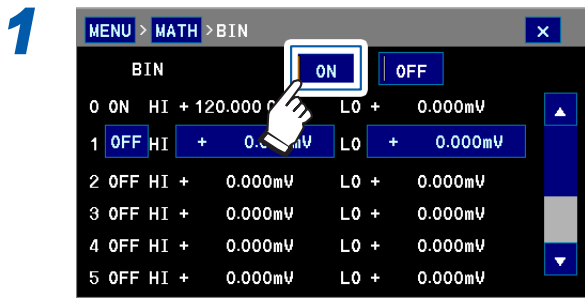 1
MENU > MATH >BIN ×
BIN ON OFF
0 ON HI + 120.000 LO + 0.000mV
1 OFF HI + LO + 0.000mV
2 OFF HI + 0.000mV LO + 0.000mV
3 OFF HI + 0.000mV LO + 0.000mV
4 OFF HI + 0.000mV LO + 0.000mV
5 OFF HI + 0.000mV LO + 0.000mV